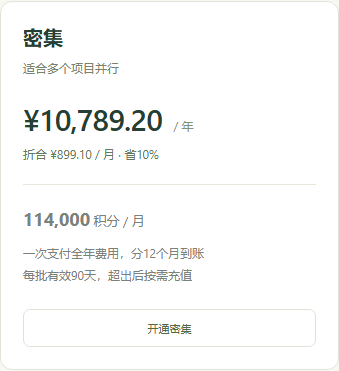 密集
适合多个项目并行
¥10,789.20 / 年
折合 ¥899.10 / 月 · 省10%
114,000 积分 / 月
一次支付全年费用，分12个月到账
每批有效90天，超出后按需充值
开通密集